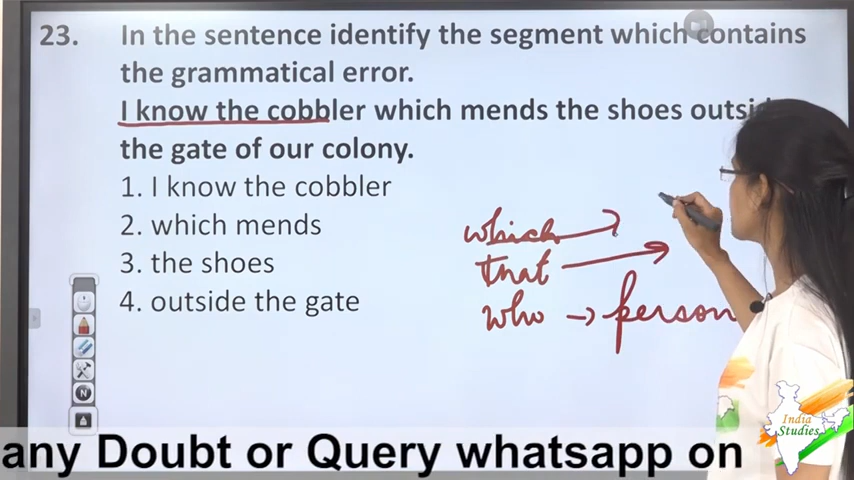 23. In the sentence identify the segment which contains
the grammatical error.
I know the cobbler which mends the shoes
the gate of our colony.
1. I know the cobbler
2. which mends
3. the shoes
4. outside the gate
which →
that →
who → person
N
India
Studies
any Doubt or Query whatsapp on